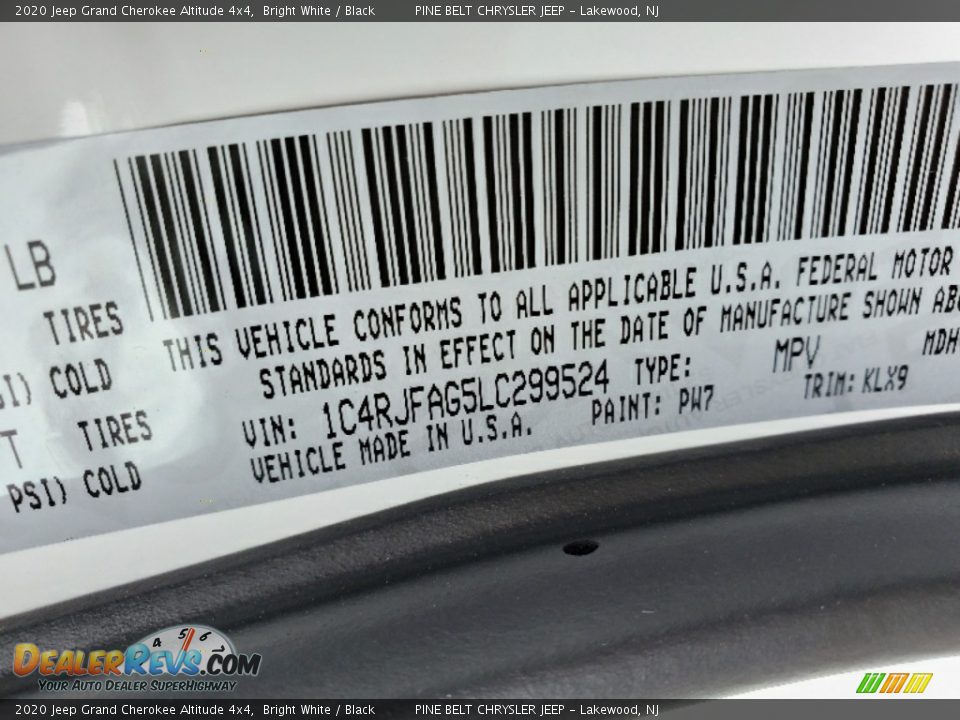 2020 Jeep Grand Cherokee Altitude 4x4, Bright White / Black PINE BELT CHRYSLER JEEP – Lakewood, NJ
LB
TIRES
COLD
T TIRES
PSI) COLD
THIS VEHICLE CONFORMS TO ALL APPLICABLE U.S.A. FEDERAL MOTOR
STANDARDS IN EFFECT ON THE DATE OF MANUFACTURE SHOWN
VIN: 1C4RJFAG5LC299524 TYPE: MPV MDH
VEHICLE MADE IN U.S.A. PAINT: PW7 TRIM: KLX9
4 5 6
DEALERREVS.COM
YOUR AUTO DEALER SUPERHIGHWAY
2020 Jeep Grand Cherokee Altitude 4x4, Bright White / Black PINE BELT CHRYSLER JEEP – Lakewood, NJ